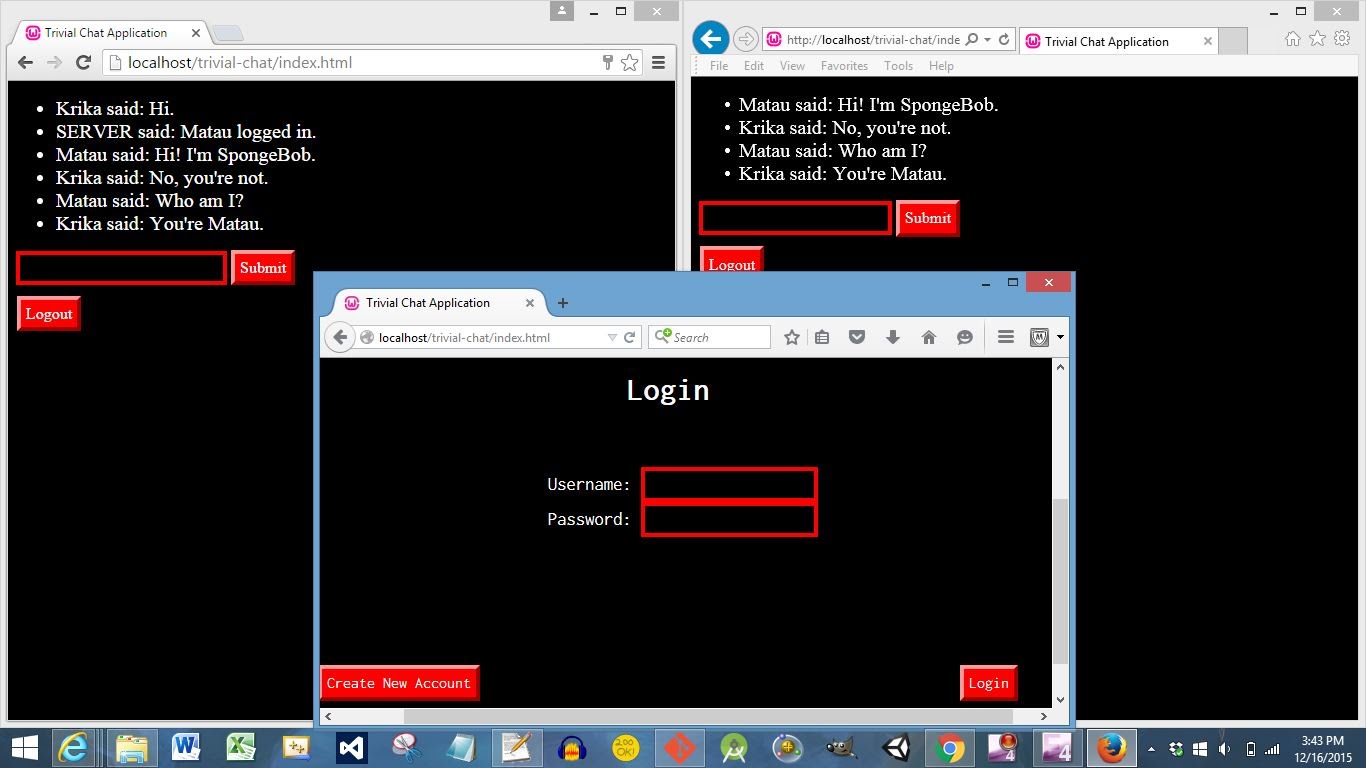 Trivial Chat Application
localhost/trivial-chat/index.html
Krika said: Hi.
SERVER said: Matau logged in.
Matau said: Hi! I'm SpongeBob.
Krika said: No, you're not.
Matau said: Who am I?
Krika said: You're Matau.
Submit
Logout
http://localhost/trivial-chat/inde
Trivial Chat Application
File Edit View Favorites Tools Help
Matau said: Hi! I'm SpongeBob.
Krika said: No, you're not.
Matau said: Who am I?
Krika said: You're Matau.
Submit
Logout
Trivial Chat Application
localhost/trivial-chat/index.html
Search
Login
Username:
Password:
Create New Account
Login
200
OK!
4
4
3:43 PM
12/16/2015